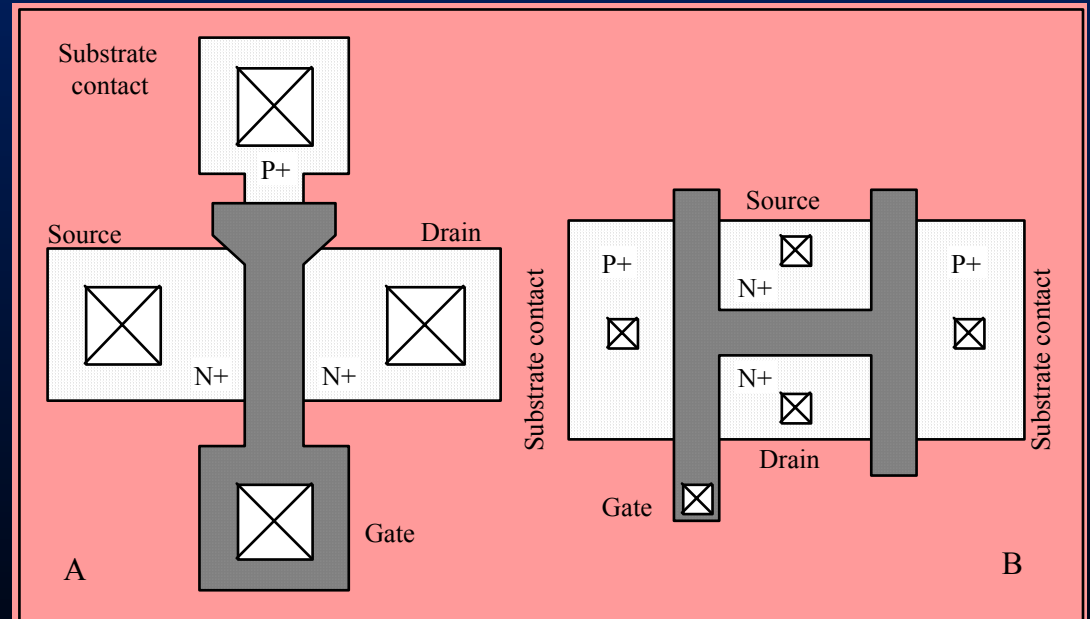 Substrate
contact
P+
Source
Drain
N+
N+
Gate
A
Source
P+
P+
N+
Substrate contact
Substrate contact
N+
Drain
Gate
B